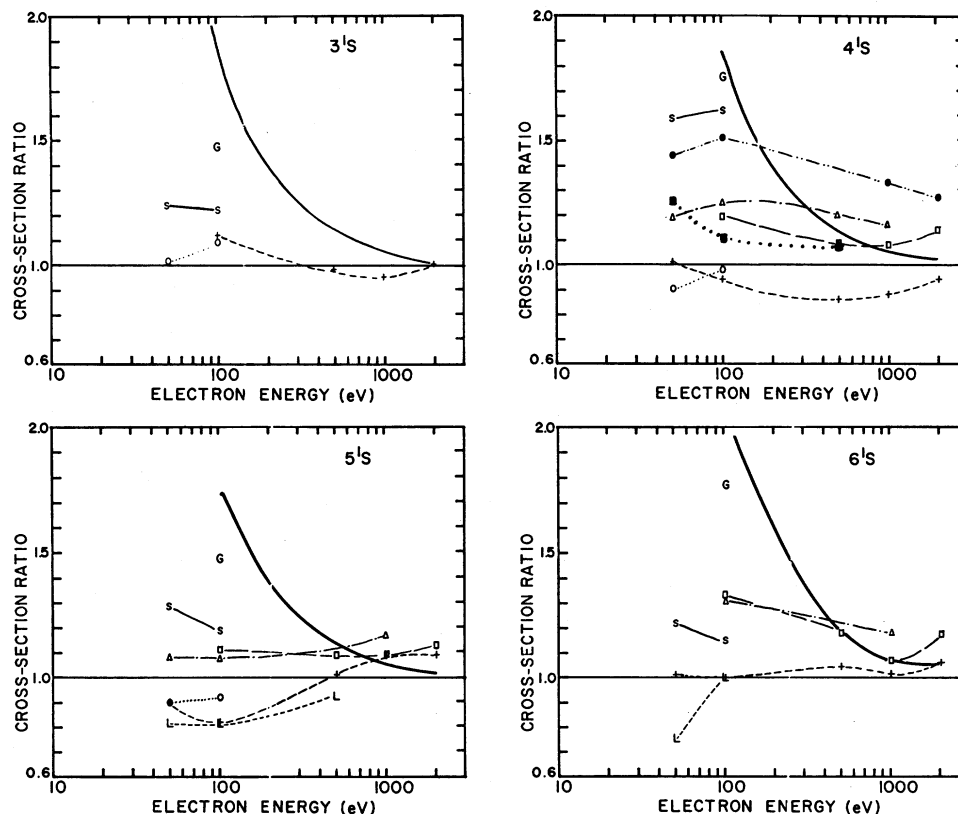 3¹S
2.0
1.5
1.0
0.6
CROSS-SECTION RATIO
G
S S
O O
10 100 1000
ELECTRON ENERGY (eV)
4¹S
2.0
1.5
1.0
0.6
CROSS-SECTION RATIO
G
S S
O O
10 100 1000
ELECTRON ENERGY (eV)
5¹S
2.0
1.5
1.0
0.6
CROSS-SECTION RATIO
G
S S
O
L L L
10 100 1000
ELECTRON ENERGY (eV)
6¹S
2.0
1.5
1.0
0.6
CROSS-SECTION RATIO
G
S S
L L
10 100 1000
ELECTRON ENERGY (eV)